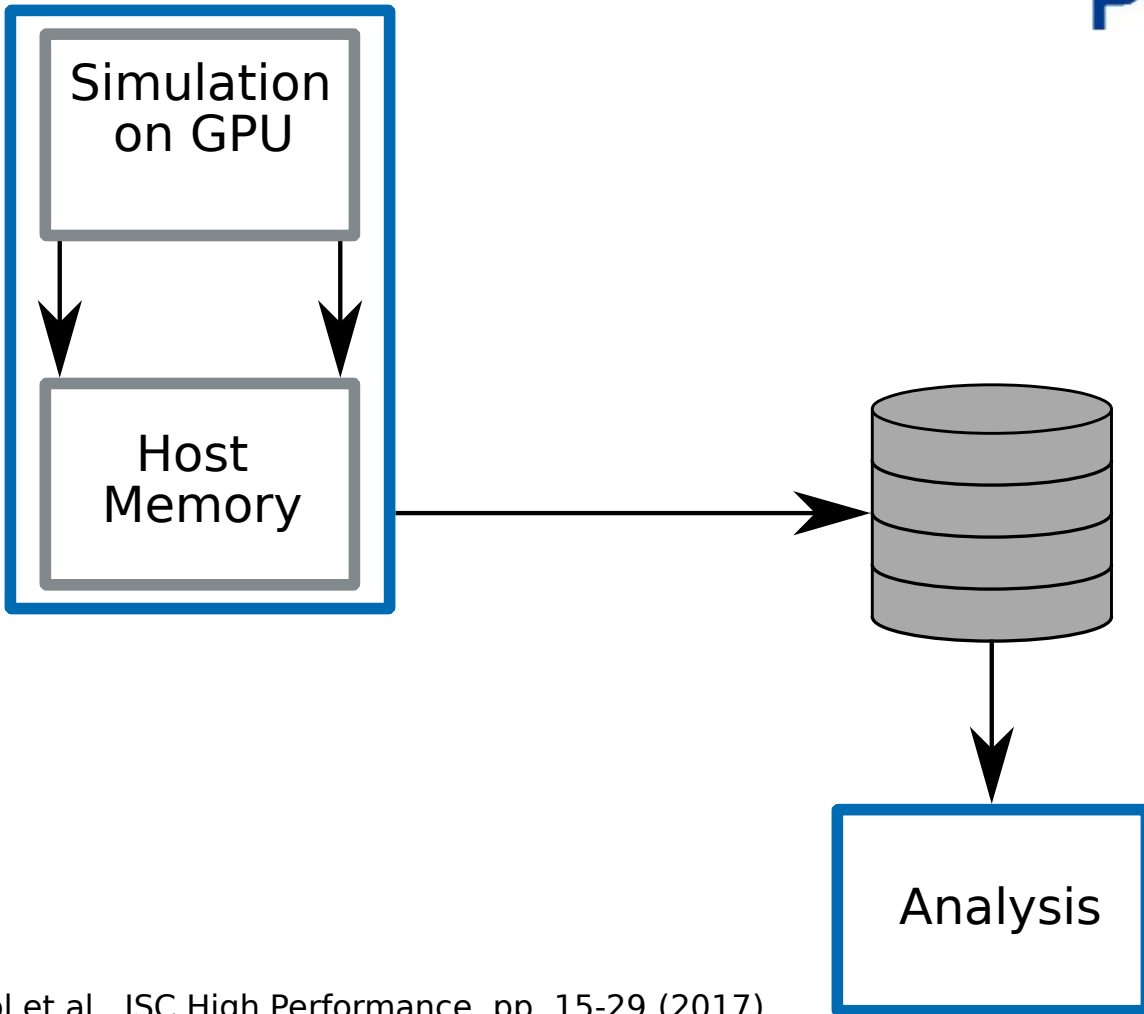 Simulation
on GPU
Host
Memory
Analysis
et al., ISC High Performance, pp. 15-29 (2017)